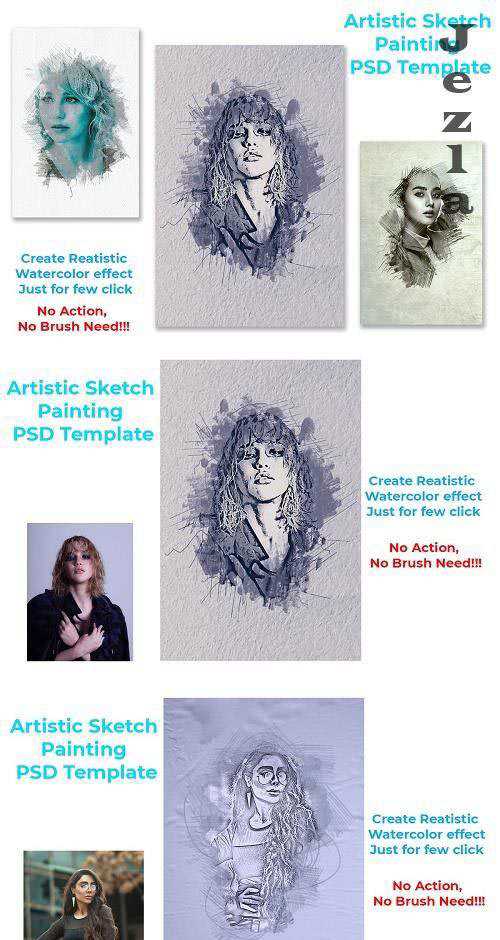 Artistic Sketch
Painting
PSD Template
Jezla
Create Reatistic
Watercolor effect
Just for few click
No Action,
No Brush Need!!!
Artistic Sketch
Painting
PSD Template
Create Reatistic
Watercolor effect
Just for few click
No Action,
No Brush Need!!!
Artistic Sketch
Painting
PSD Template
Create Reatistic
Watercolor effect
Just for few click
No Action,
No Brush Need!!!